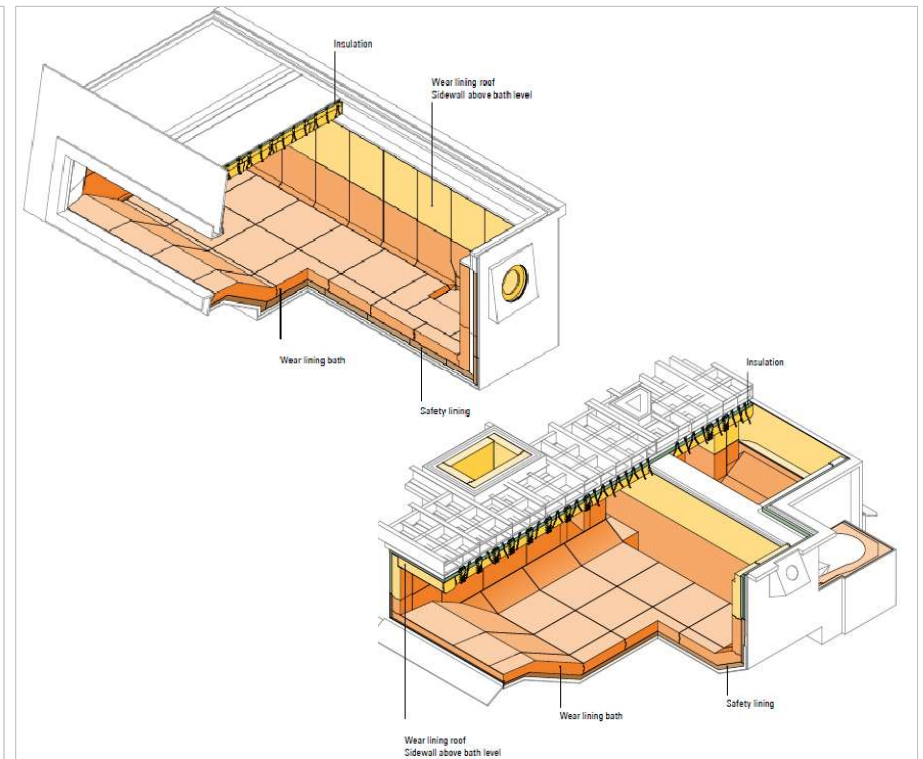 Insulation
Wear lining roof
Sidewall above bath level
Wear lining bath
Safety lining
Insulation
Safety lining
Wear lining bath
Wear lining roof
Sidewall above bath level